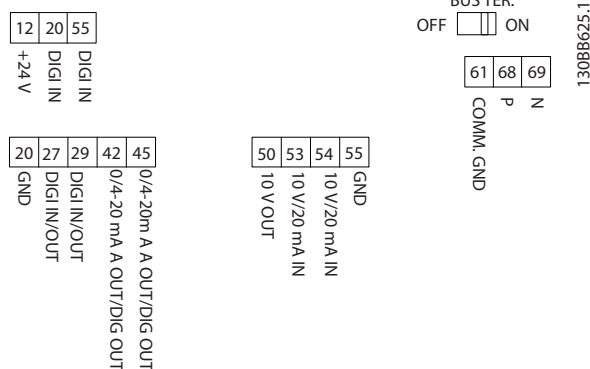 BUS TER.
OFF ON
130BB625.1
12 20 55
+24 V
DIGI IN
DIGI IN
61 68 69
COMM. GND
P
N
20 27 29 42 45
GND
DIGI IN/OUT
DIGI IN/OUT
0/4-20 mA A OUT/DIG OUT
0/4-20m A A OUT/DIG OUT
50 53 54 55
10 V OUT
10 V/20 mA IN
10 V/20 mA IN
GND